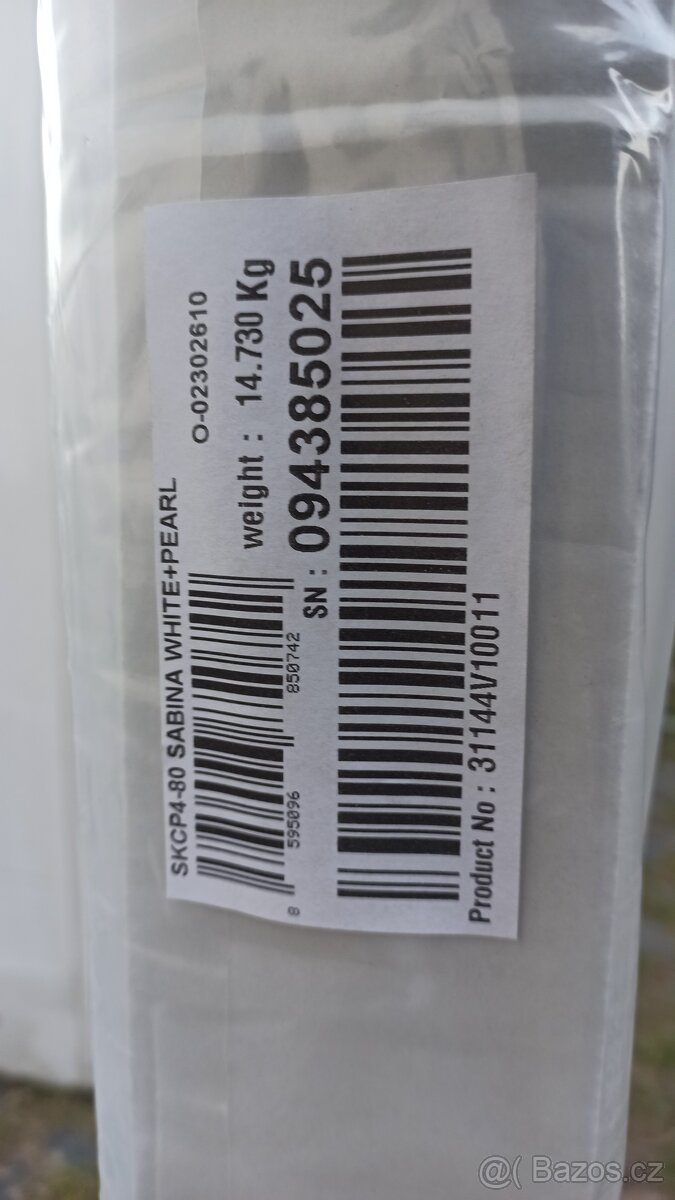 SKCP4-80 SABINA WHITE+PEARL
O-02302610
weight : 14.730 Kg
8 595096 850742
SN : 094385025
Product No : 31144V10011
@( Bazos.cz